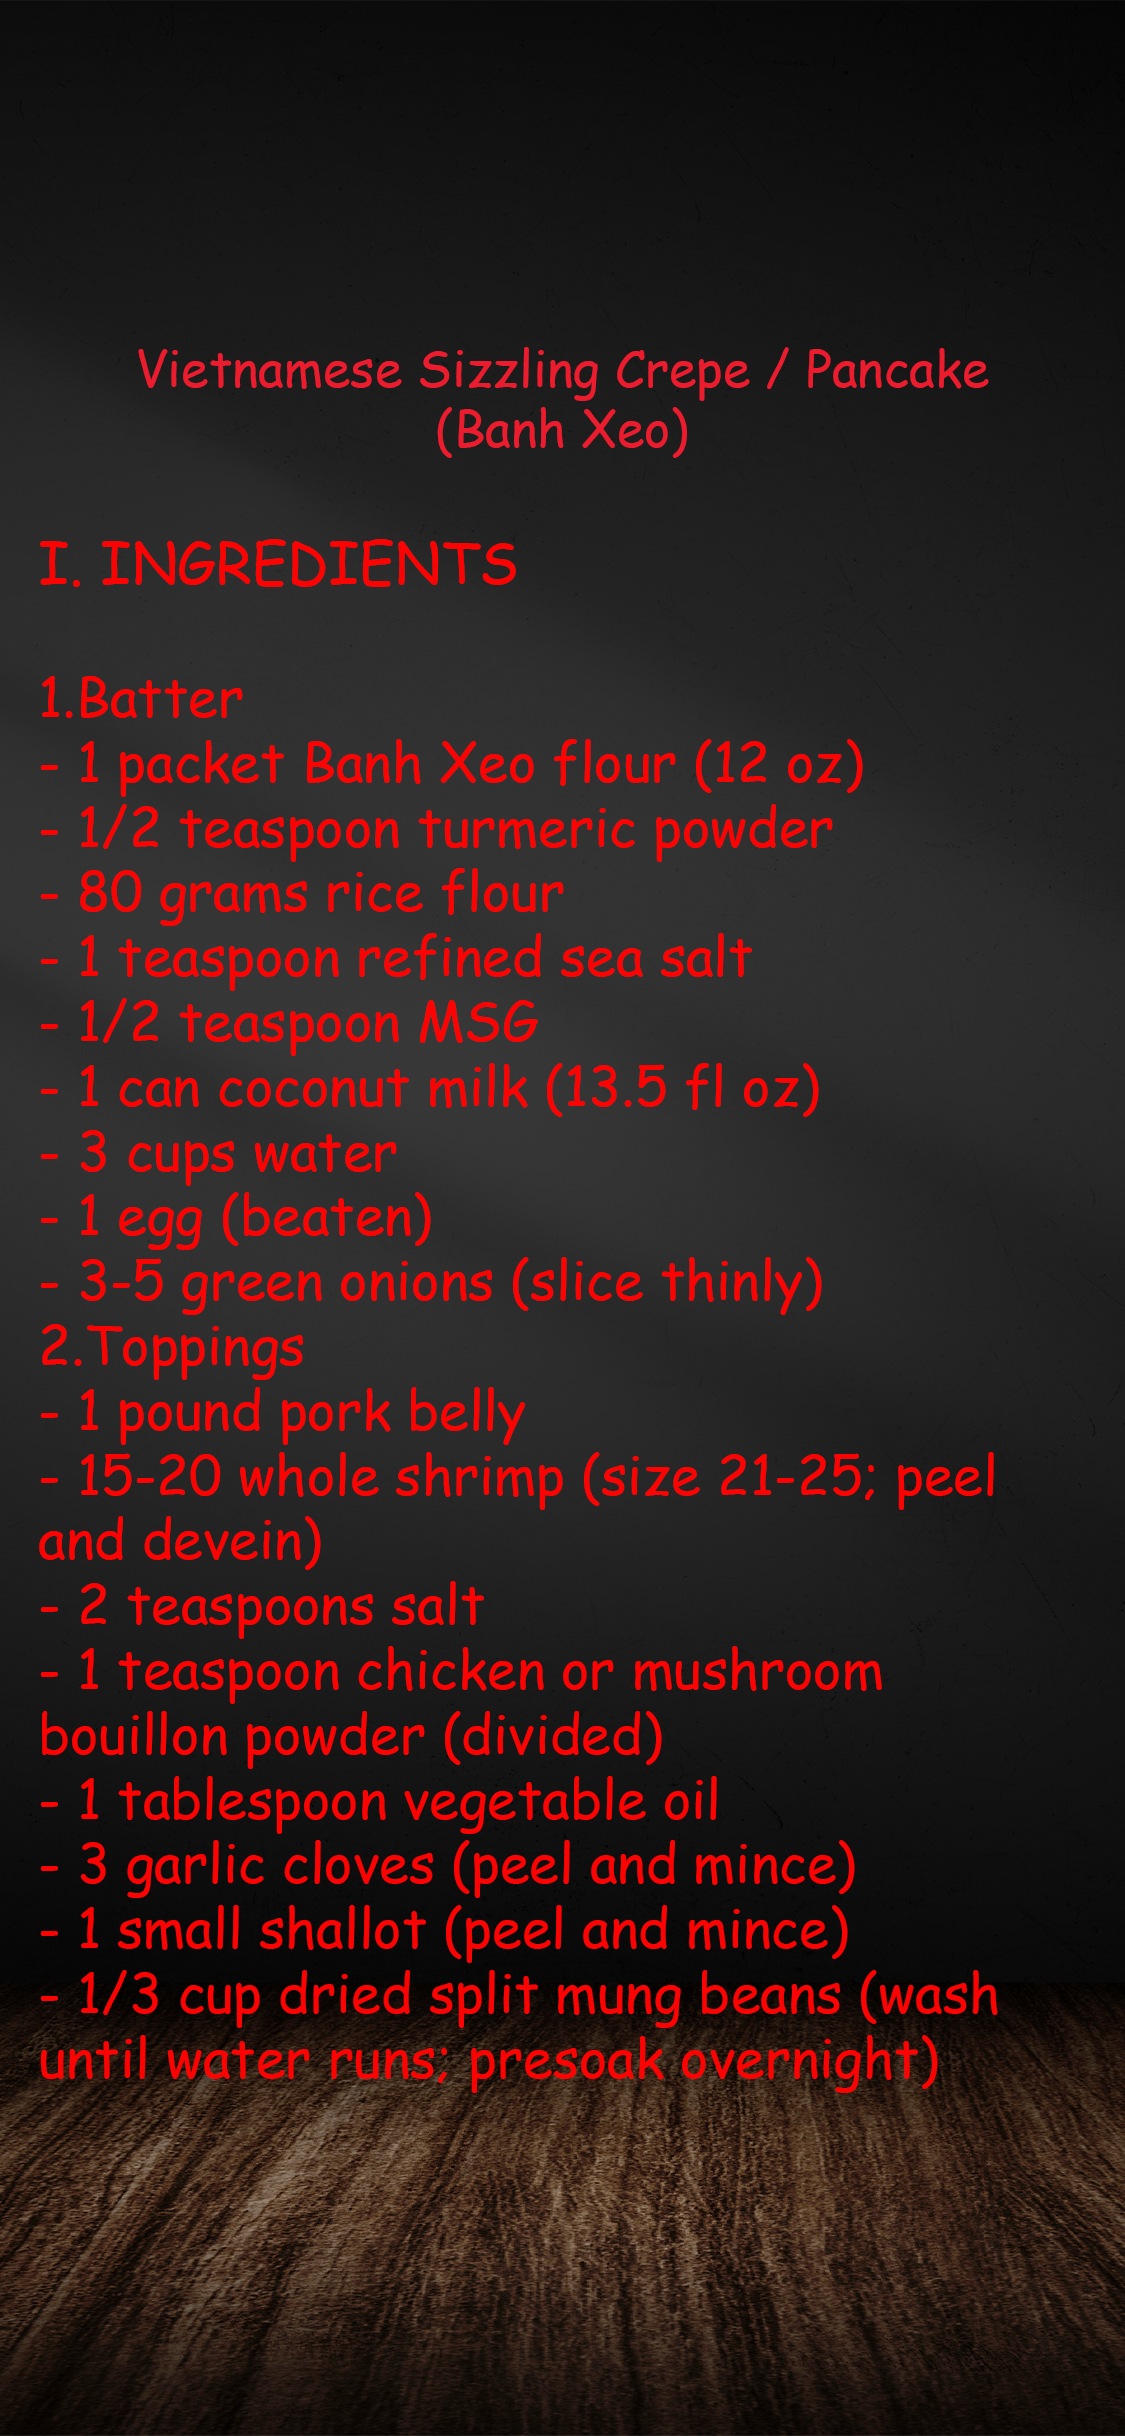 Vietnamese Sizzling Crepe / Pancake
(Banh Xeo)
I. INGREDIENTS
1.Batter
- 1 packet Banh Xeo flour (12 oz)
- 1/2 teaspoon turmeric powder
- 80 grams rice flour
- 1 teaspoon refined sea salt
- 1/2 teaspoon MSG
- 1 can coconut milk (13.5 fl oz)
- 3 cups water
- 1 egg (beaten)
- 3-5 green onions (slice thinly)
2.Toppings
- 1 pound pork belly
- 15-20 whole shrimp (size 21-25; peel
and devein)
- 2 teaspoons salt
- 1 teaspoon chicken or mushroom
bouillon powder (divided)
- 1 tablespoon vegetable oil
- 3 garlic cloves (peel and mince)
- 1 small shallot (peel and mince)
- 1/3 cup dried split mung beans (wash
until water runs; presoak overnight)